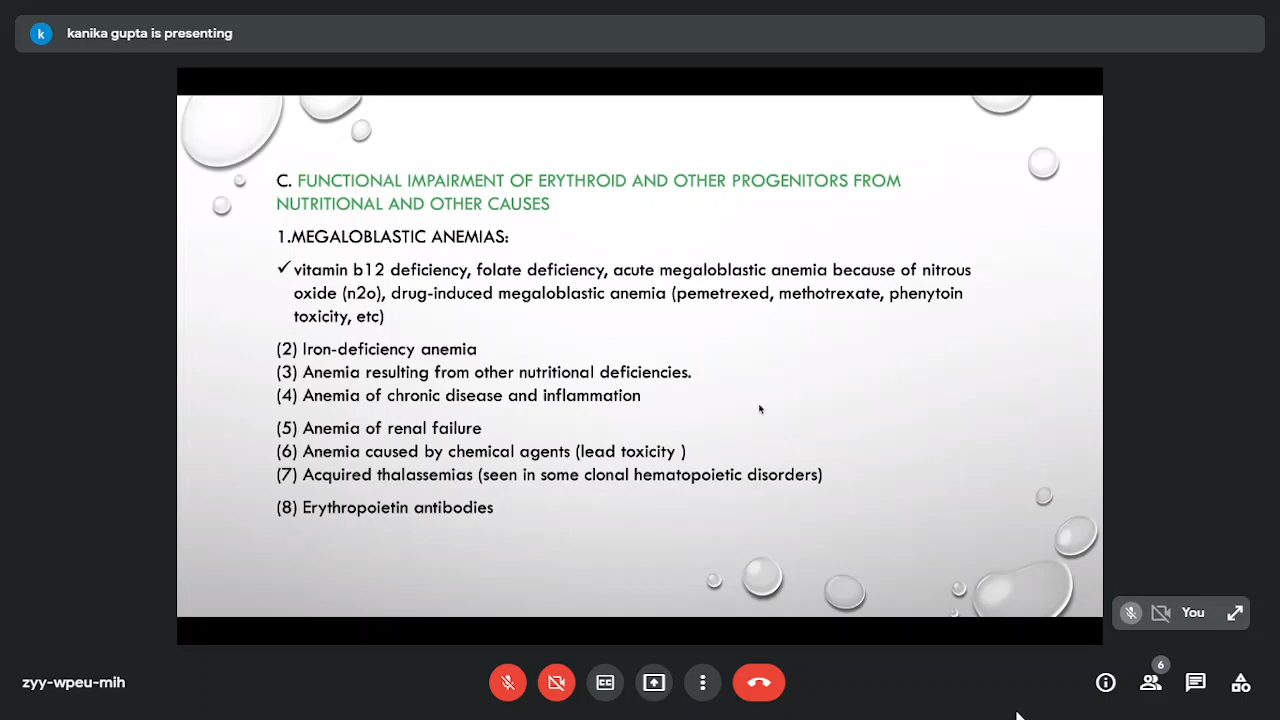 k kanika gupta is presenting
C. FUNCTIONAL IMPAIRMENT OF ERYTHROID AND OTHER PROGENITORS FROM
NUTRITIONAL AND OTHER CAUSES
1.MEGALOBLASTIC ANEMIAS:
✓ vitamin b12 deficiency, folate deficiency, acute megaloblastic anemia because of nitrous
oxide (n2o), drug-induced megaloblastic anemia (pemetrexed, methotrexate, phenytoin
toxicity, etc)
(2) Iron-deficiency anemia
(3) Anemia resulting from other nutritional deficiencies.
(4) Anemia of chronic disease and inflammation
(5) Anemia of renal failure
(6) Anemia caused by chemical agents (lead toxicity )
(7) Acquired thalassemias (seen in some clonal hematopoietic disorders)
(8) Erythropoietin antibodies
You
zyy-wpeu-mih
CC
6